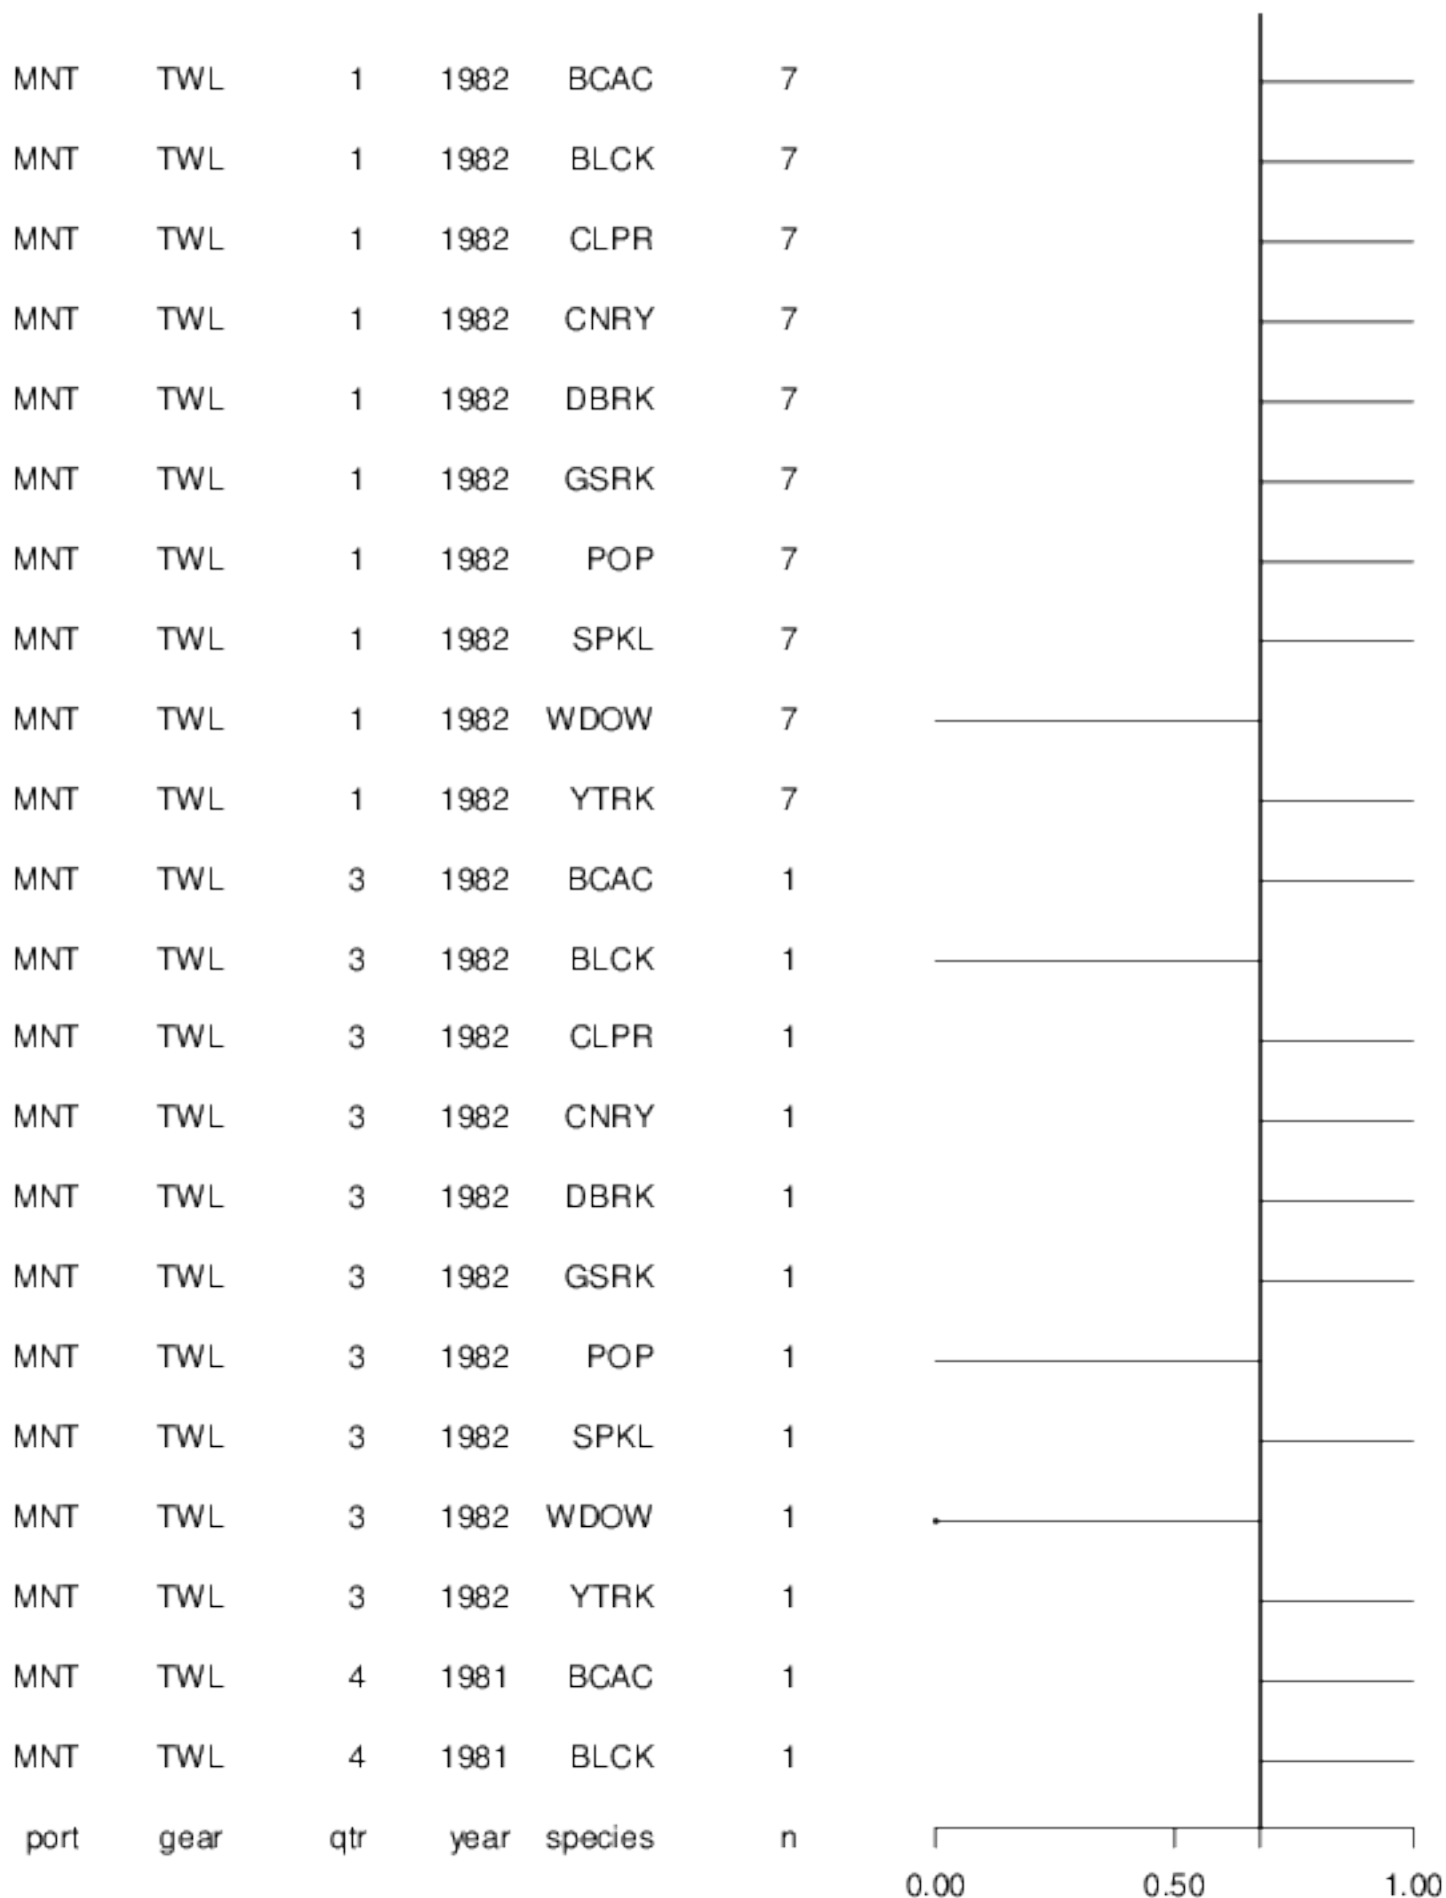 MNT TWL 1 1982 BCAC 7
MNT TWL 1 1982 BLCK 7
MNT TWL 1 1982 CLPR 7
MNT TWL 1 1982 CNRY 7
MNT TWL 1 1982 DBRK 7
MNT TWL 1 1982 GSRK 7
MNT TWL 1 1982 POP 7
MNT TWL 1 1982 SPKL 7
MNT TWL 1 1982 WDOW 7
MNT TWL 1 1982 YTRK 7
MNT TWL 3 1982 BCAC 1
MNT TWL 3 1982 BLCK 1
MNT TWL 3 1982 CLPR 1
MNT TWL 3 1982 CNRY 1
MNT TWL 3 1982 DBRK 1
MNT TWL 3 1982 GSRK 1
MNT TWL 3 1982 POP 1
MNT TWL 3 1982 SPKL 1
MNT TWL 3 1982 WDOW 1
MNT TWL 3 1982 YTRK 1
MNT TWL 4 1981 BCAC 1
MNT TWL 4 1981 BLCK 1
port gear qtr year species n
0.00 0.50 1.00